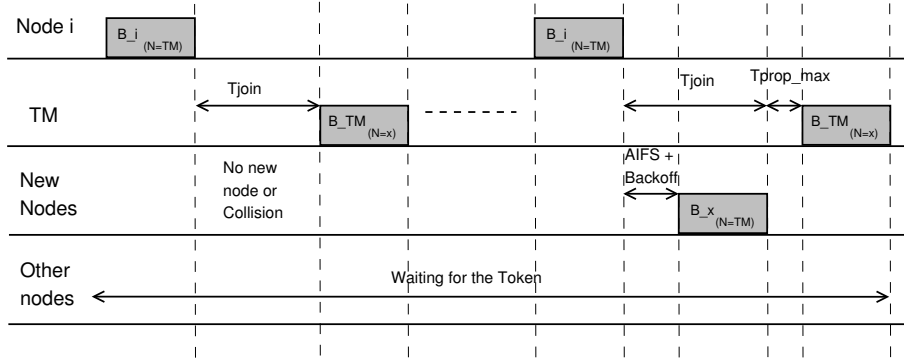 Node i
B_i
(N=TM)
B_i
(N=TM)
TM
Tjoin
B_TM
(N=x)
Tjoin
Tprop_max
B_TM
(N=x)
New
Nodes
No new
node or
Collision
AIFS +
Backoff
B_x
(N=TM)
Other
nodes
Waiting for the Token